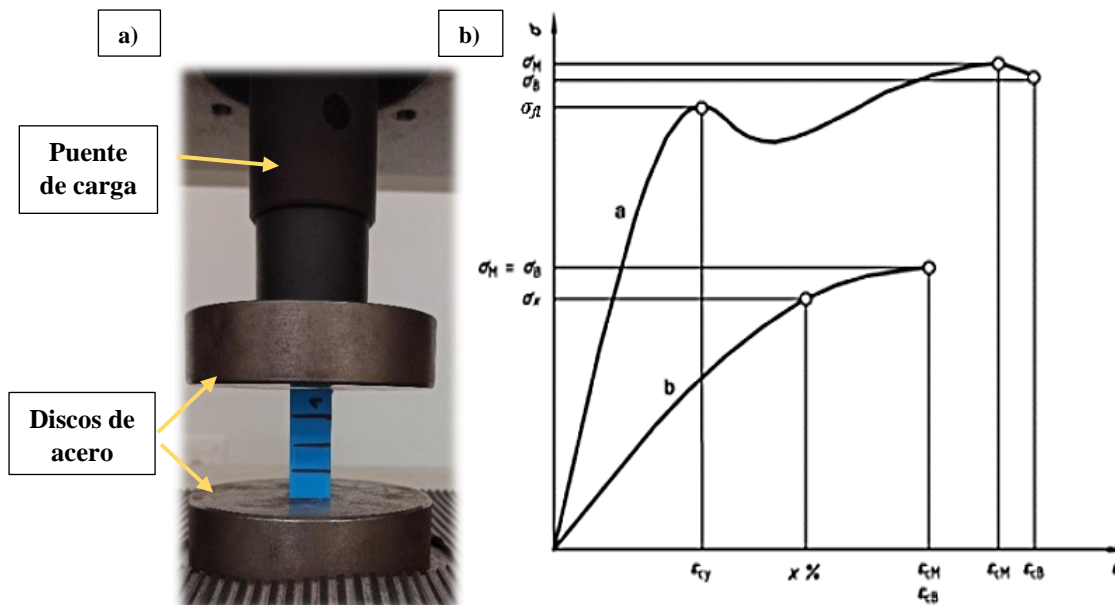 a)
b)
Puente
de carga
Discos de
acero
σ
σM
σB
σfl
a
σM = σB
σx
b
εcy
x %
εcM
εcB
εcM
εcB